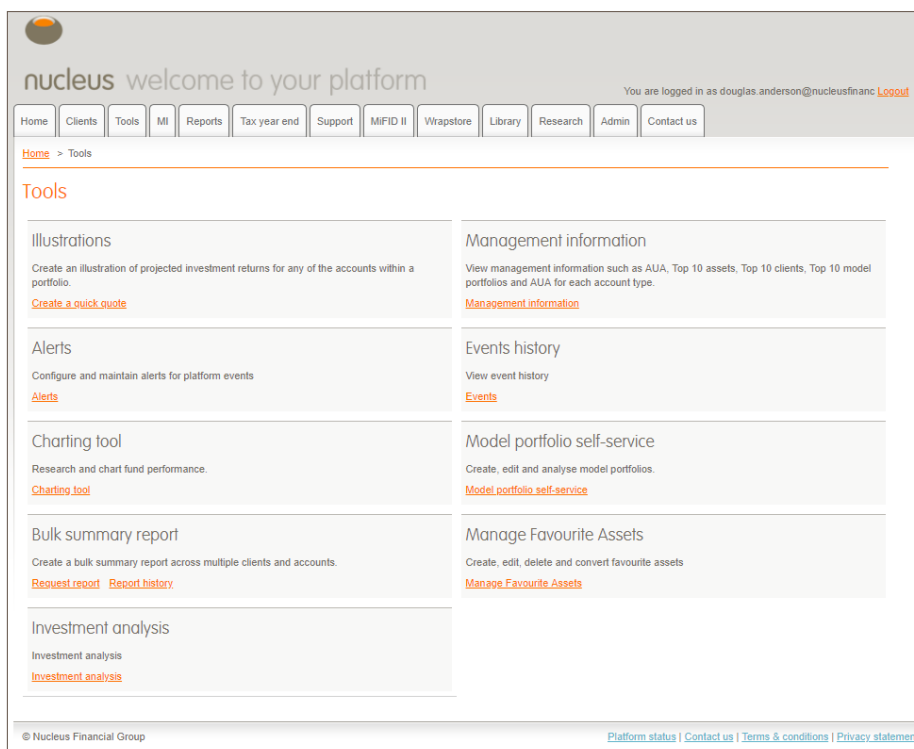 nucleus welcome to your platform
You are logged in as douglas.anderson@nucleusfinanc Logout
Home Clients Tools MI Reports Tax year end Support MiFID II Wrapstore Library Research Admin Contact us
Home > Tools
Tools
Illustrations
Create an illustration of projected investment returns for any of the accounts within a
portfolio.
Create a quick quote
Management information
View management information such as AUA, Top 10 assets, Top 10 clients, Top 10 model
portfolios and AUA for each account type.
Management information
Alerts
Configure and maintain alerts for platform events
Alerts
Events history
View event history
Events
Charting tool
Research and chart fund performance.
Charting tool
Model portfolio self-service
Create, edit and analyse model portfolios.
Model portfolio self-service
Bulk summary report
Create a bulk summary report across multiple clients and accounts.
Request report Report history
Manage Favourite Assets
Create, edit, delete and convert favourite assets
Manage Favourite Assets
Investment analysis
Investment analysis
Investment analysis
© Nucleus Financial Group
Platform status | Contact us | Terms & conditions | Privacy statemen